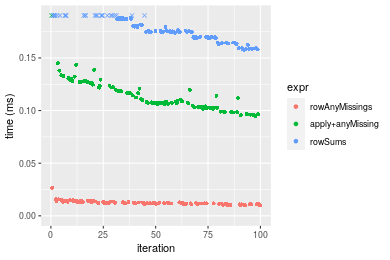 time (ms)
0.15
0.10
0.05
0.00
0
25
50
75
100
iteration
expr
rowAnyMissings
apply+anyMissing
rowSums